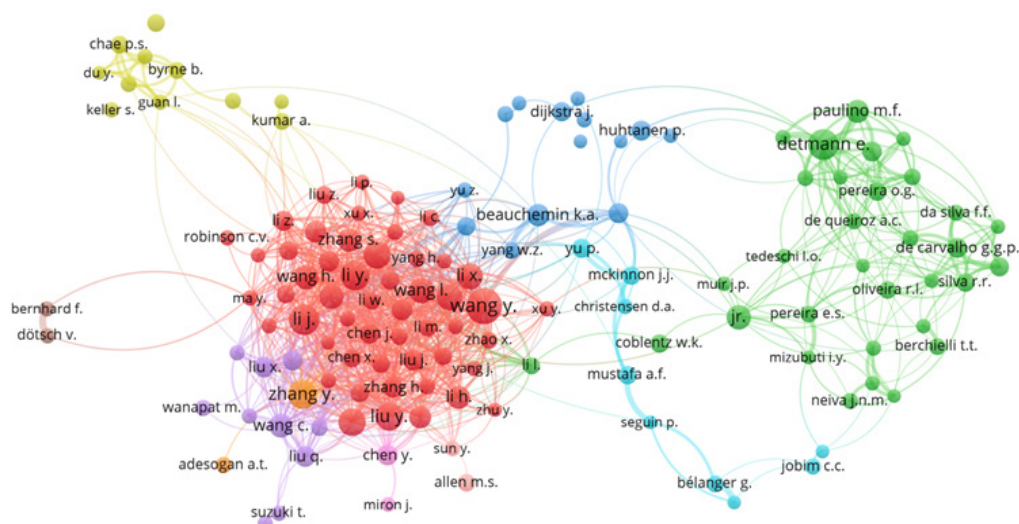 chae p.s.
du y.
byrne b.
keller s.
guan l.
kumar a.
dijkstra j.
huhtanen p.
paulino m.f.
detmann e.
pereira o.g.
de queiroz a.c.
da silva f.f.
de carvalho g.g.p.
tedeschi l.o.
silva r.r.
oliveira r.l.
muir j.p.
jr.
pereira e.s.
mizubuti i.y.
berchielli t.t.
neiva j.n.m.
coblentz w.k.
li p.
liu z.
yu z.
xu x.
li c.
li z.
robinson c.v.
zhang s.
beauchemin k.a.
yang h.
yang w.z.
yu p.
wang h.
li y.
li x.
mckinnon j.j.
wang l.
ma y.
li w.
wang y.
xu y.
christensen d.a.
bernhard f.
dötsch v.
li j.
chen j.
li m.
zhao x.
chen x.
liu j.
yang j.
li l.
liu x.
mustafa a.f.
zhang y.
zhang h.
li h.
zhu y.
wanapat m.
wang c.
liu y.
seguin p.
adesogan a.t.
liu q.
chen y.
sun y.
allen m.s.
bélanger g.
jobim c.c.
suzuki t.
miron j.